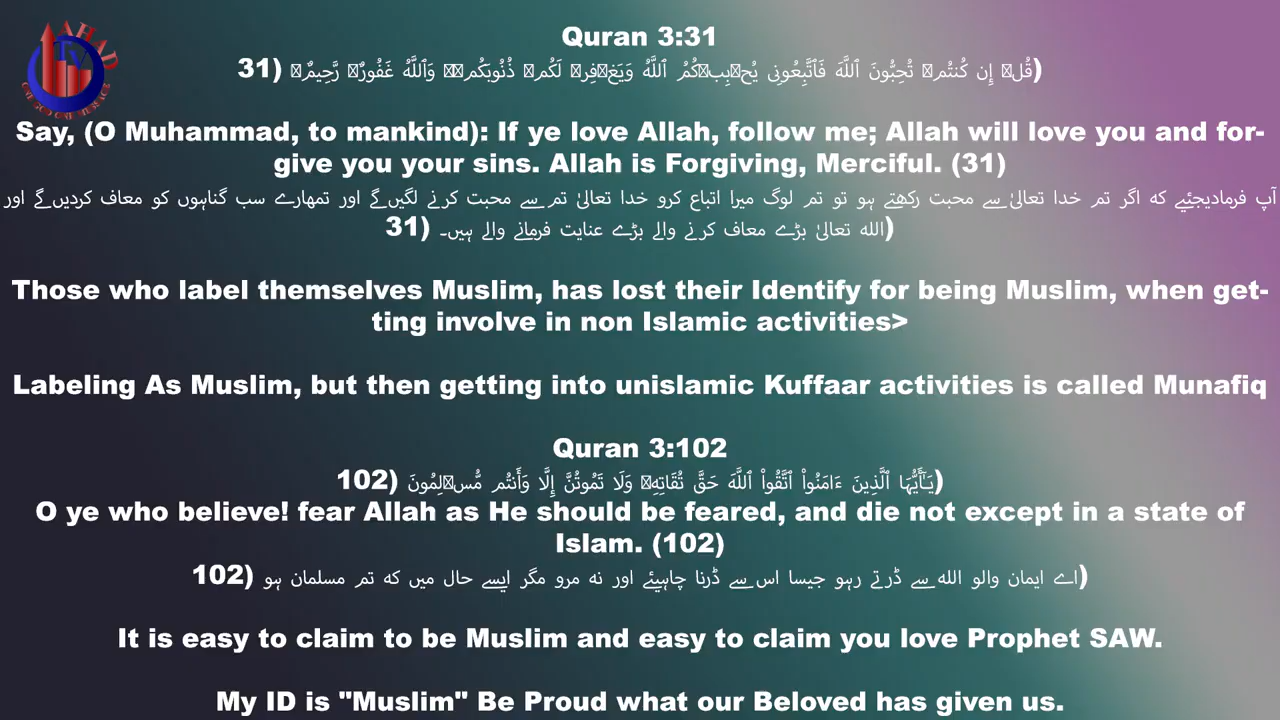 AHAD
TV
ONE GOD ONE MESSAGE
Quran 3:31
(قُلۡ إِن كُنتُمۡ تُحِبُّونَ ٱللَّهَ فَٱتَّبِعُونِى يُحۡبِبۡكُمُ ٱللَّهُ وَيَغۡفِرۡ لَكُمۡ ذُنُوبَكُمۡ‌ۗ وَٱللَّهُ غَفُورٌ۬ رَّحِيمٌ۬ (31
Say, (O Muhammad, to mankind): If ye love Allah, follow me; Allah will love you and for-
give you your sins. Allah is Forgiving, Merciful. (31)
آپ فرمادیجئیے کہ اگر تم خدا تعالیٰ سے محبت رکھتے ہو تو تم لوگ میرا اتباع کرو خدا تعالیٰ تم سے محبت کرنے لگیں گے اور تمھارے سب گناہوں کو معاف کردیں گے اور
(الله تعالیٰ بڑے معاف کرنے والے بڑے عنایت فرمانے والے ہیں۔ (31
Those who label themselves Muslim, has lost their Identify for being Muslim, when get-
ting involve in non Islamic activities>
Labeling As Muslim, but then getting into unislamic Kuffaar activities is called Munafiq
Quran 3:102
(يَـٰٓأَيُّہَا ٱلَّذِينَ ءَامَنُواْ ٱتَّقُواْ ٱللَّهَ حَقَّ تُقَاتِهِۦ وَلَا تَمُوتُنَّ إِلَّا وَأَنتُم مُّسۡلِمُونَ (102
O ye who believe! fear Allah as He should be feared, and die not except in a state of
Islam. (102)
(اے ایمان والو الله سے ڈرتے رہو جیسا اس سے ڈرنا چاہیئے اور نہ مرو مگر ایسے حال میں کہ تم مسلمان ہو (102
It is easy to claim to be Muslim and easy to claim you love Prophet SAW.
My ID is "Muslim" Be Proud what our Beloved has given us.